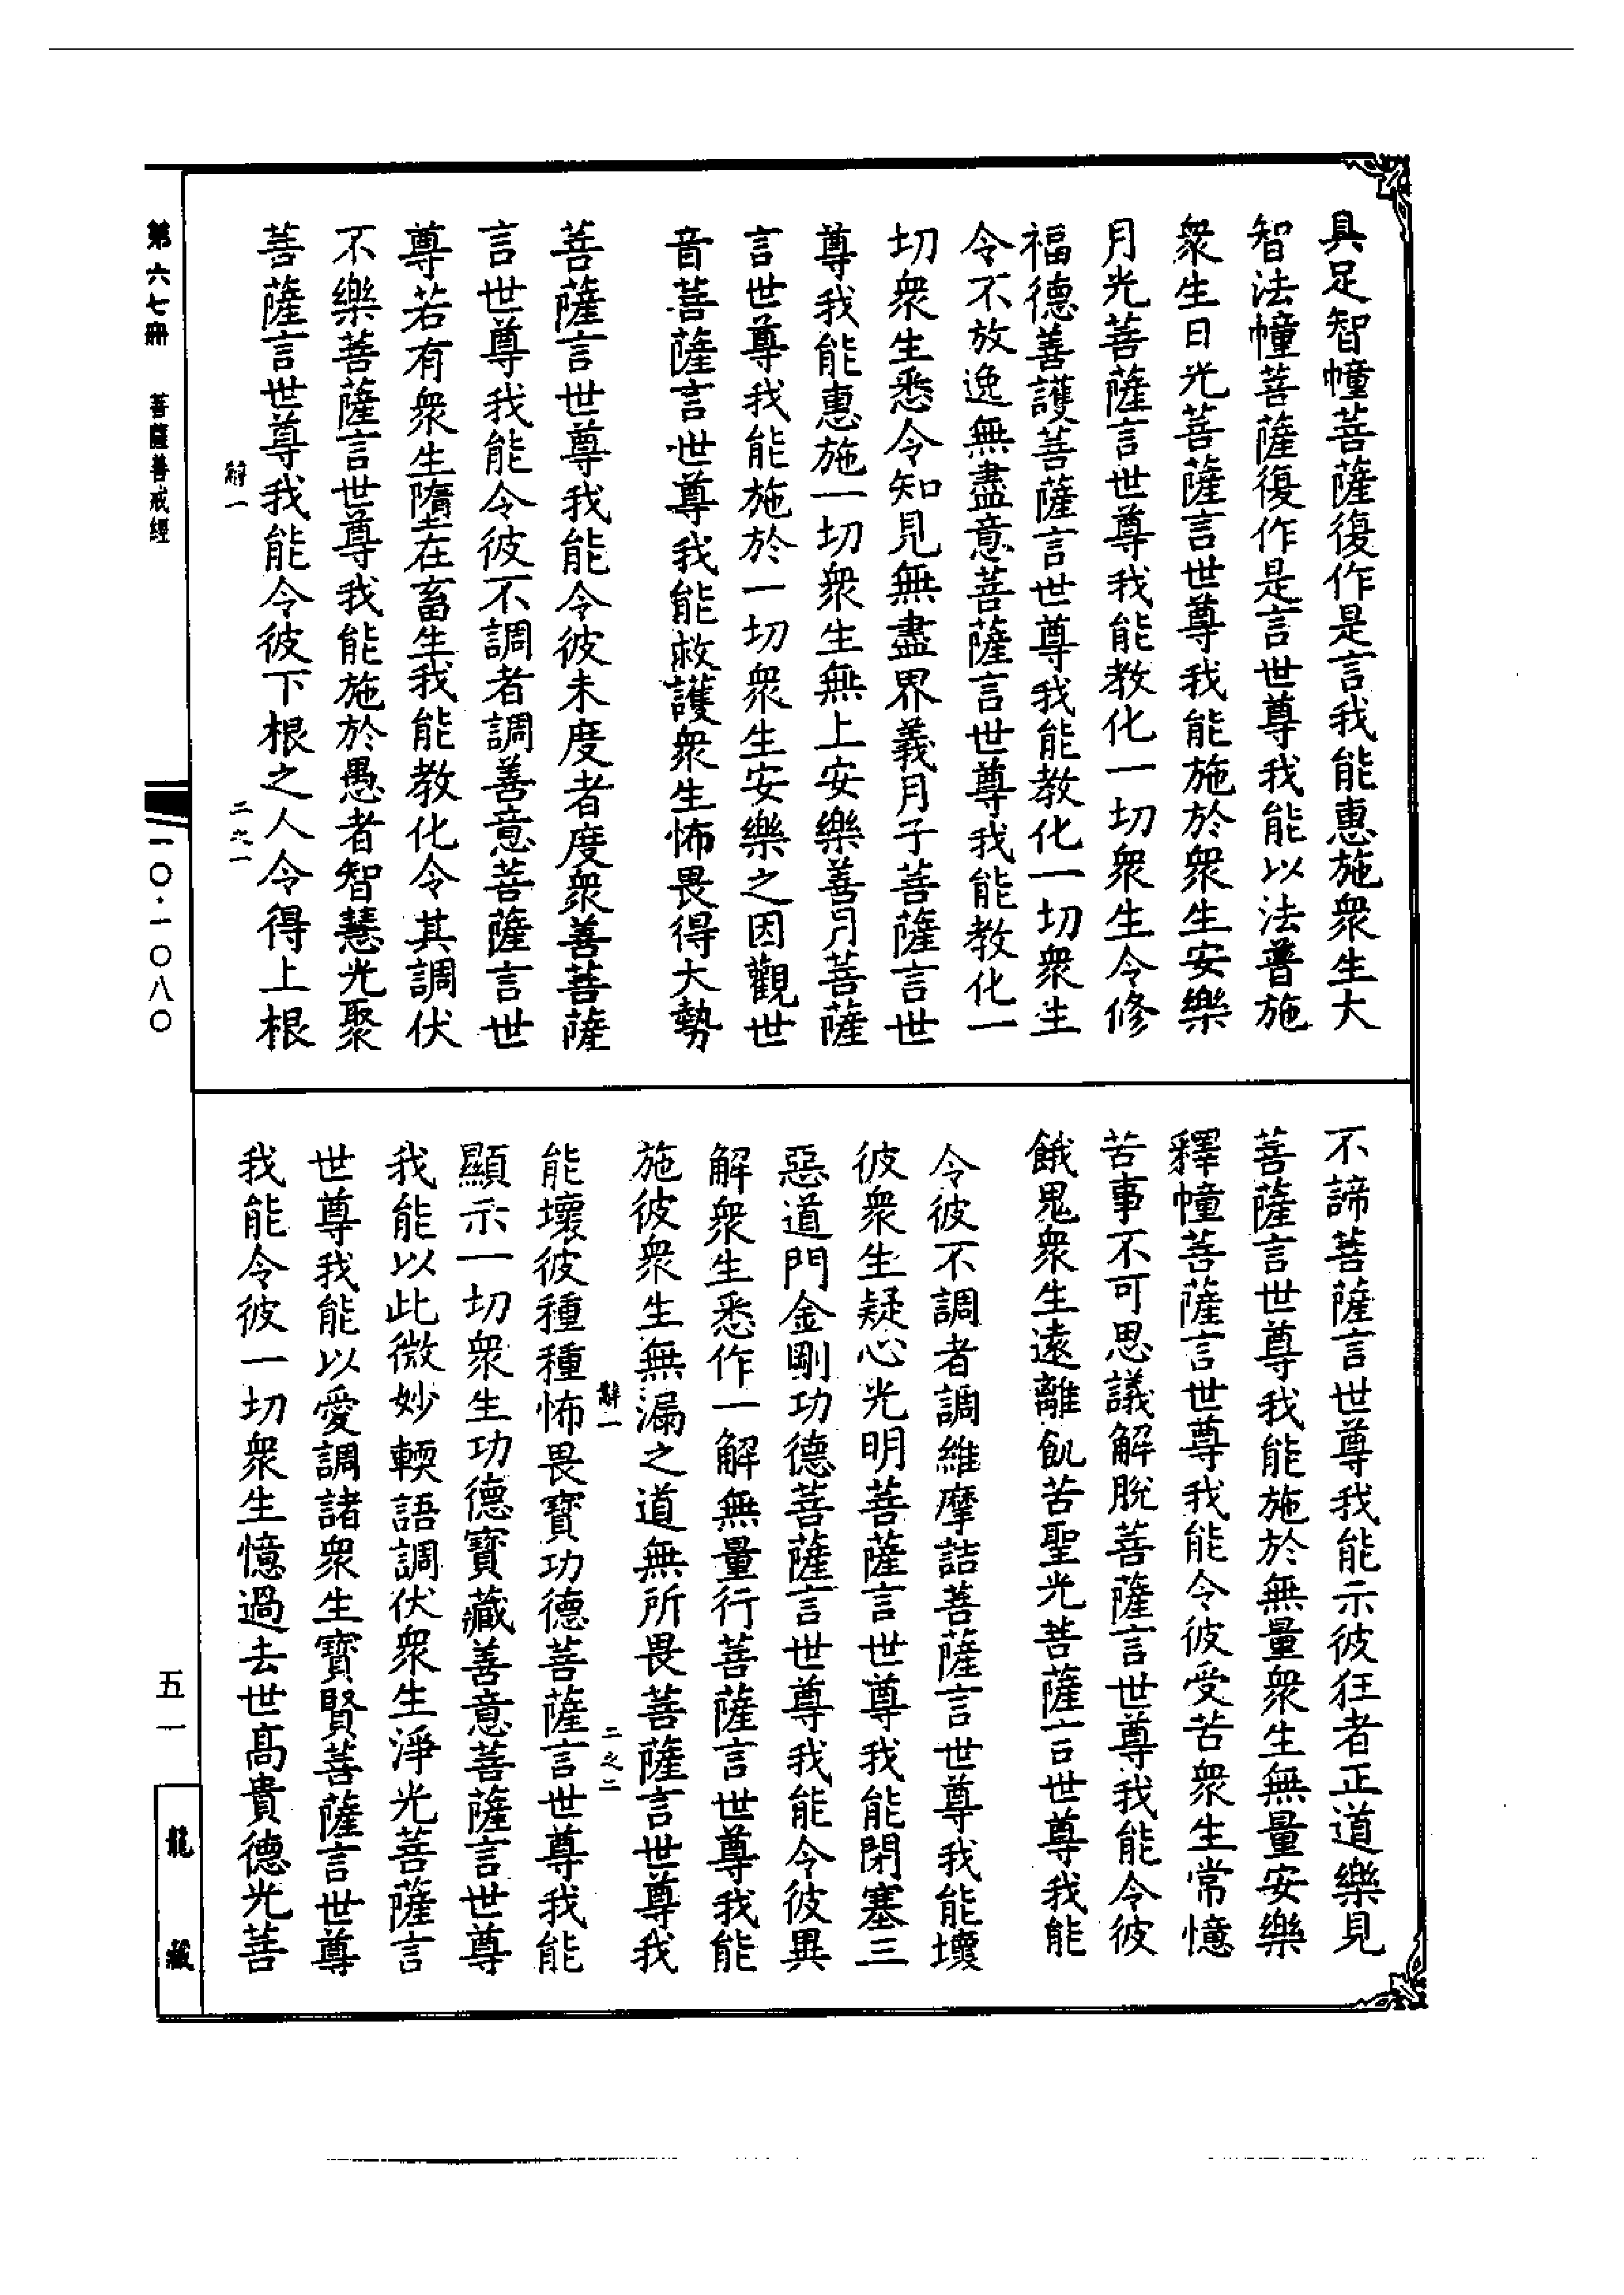 具足智幢菩薩復作是言我能惠施衆生大
智法幢菩薩復作是言世尊我能以法普施
衆生日光菩薩言世尊我能施於衆生安樂
月光菩薩言世尊我能教化一切衆生令修
福德善護菩薩言世尊我能教化一切衆生
令不放逸無盡意菩薩言世尊我能教化一
切衆生悉令知見無盡界義月子菩薩言世
尊我能惠施一切衆生無上安樂善月菩薩
言世尊我能施於一切衆生安樂之因觀世
音菩薩言世尊我能救護衆生怖畏得大勢
菩薩言世尊我能令彼未度者度衆善菩薩
言世尊我能令彼不調者調善意菩薩言世
尊若有衆生墮在畜生我能教化令其調伏
不樂菩薩言世尊我能施於愚者智慧光聚
菩薩言世尊我能令彼下根之人令得上根
辭一 二之一
不諦菩薩言世尊我能示彼狂者正道樂見
菩薩言世尊我能施於無量衆生無量安樂
釋幢菩薩言世尊我能令彼受苦衆生常憶
苦事不可思議解脫菩薩言世尊我能令彼
餓鬼衆生遠離飢苦聖光菩薩言世尊我能
令彼不調者調維摩詰菩薩言世尊我能壞
彼衆生疑心光明菩薩言世尊我能閉塞三
惡道門金剛功德菩薩言世尊我能令彼異
解衆生悉作一解無量行菩薩言世尊我能
施彼衆生無漏之道無所畏菩薩言世尊我
辭一 二之二
能壞彼種種怖畏寶功德菩薩言世尊我能
顯示一切衆生功德寶藏善意菩薩言世尊
我能以此微妙輭語調伏衆生淨光菩薩言
世尊我能以愛調諸衆生寶賢菩薩言世尊
我能令彼一切衆生憶過去世高貴德光菩
第六七冊 菩薩善戒經 一〇·一〇八〇
五一
龍藏